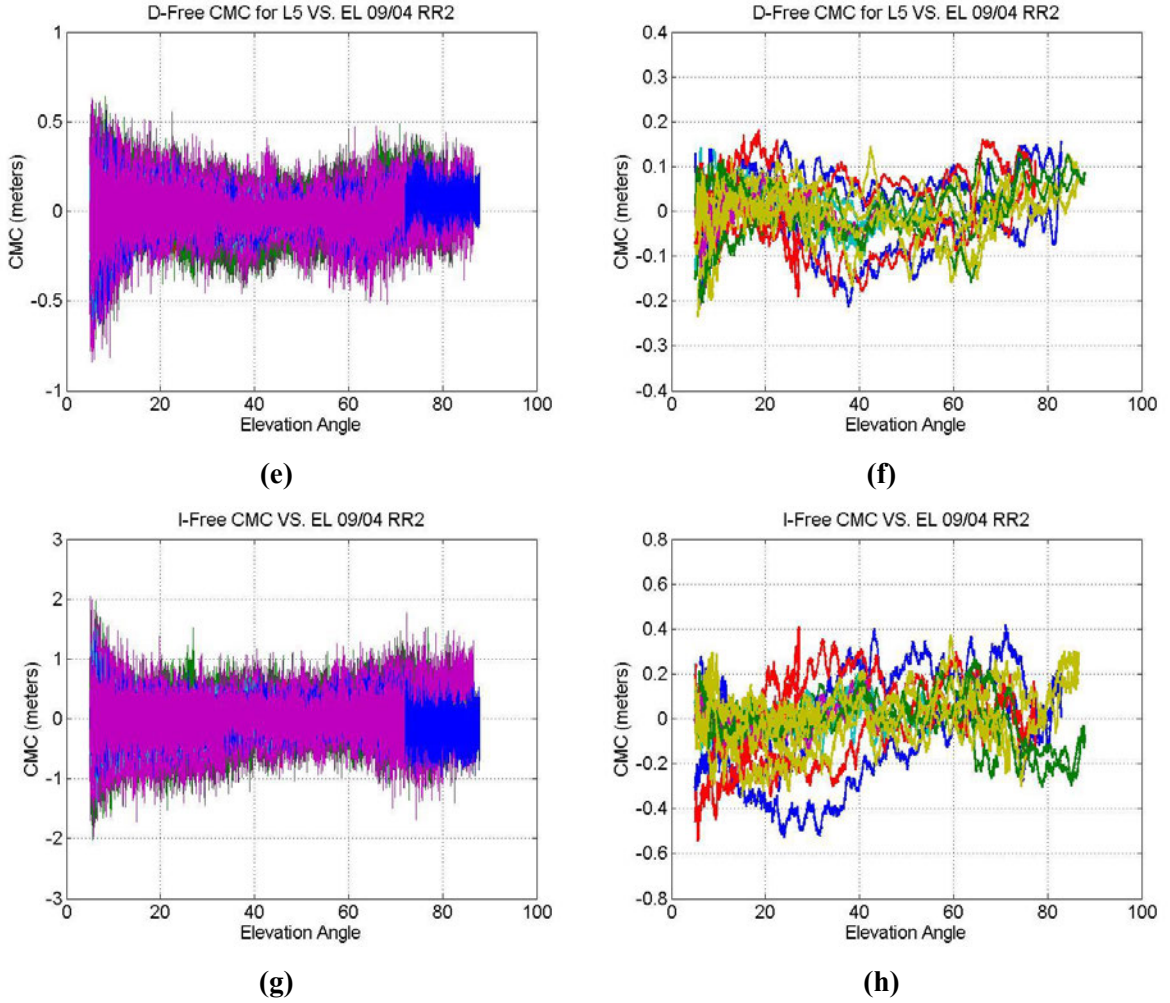 D-Free CMC for L5 VS. EL 09/04 RR2
1
0.5
0
-0.5
-1
CMC (meters)
0 20 40 60 80 100
Elevation Angle
(e)
D-Free CMC for L5 VS. EL 09/04 RR2
0.4
0.3
0.2
0.1
0
-0.1
-0.2
-0.3
-0.4
CMC (meters)
0 20 40 60 80 100
Elevation Angle
(f)
I-Free CMC VS. EL 09/04 RR2
3
2
1
0
-1
-2
-3
CMC (meters)
0 20 40 60 80 100
Elevation Angle
(g)
I-Free CMC VS. EL 09/04 RR2
0.8
0.6
0.4
0.2
0
-0.2
-0.4
-0.6
-0.8
CMC (meters)
0 20 40 60 80 100
Elevation Angle
(h)